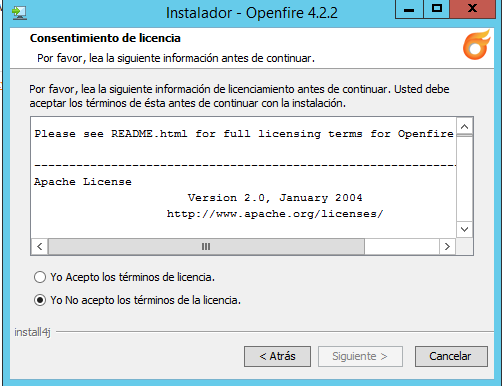 Instalador - Openfire 4.2.2
Consentimiento de licencia
Por favor, lea la siguiente información antes de continuar.
Por favor, lea la siguiente información de licenciamiento antes de continuar. Usted debe
aceptar los términos de ésta antes de continuar con la instalación.
Please see README.html for full licensing terms for Openfire
--------------------------------------------------------------
Apache License
Version 2.0, January 2004
http://www.apache.org/licenses/
Yo Acepto los términos de licencia.
Yo No acepto los términos de la licencia.
install4j
< Atrás
Siguiente >
Cancelar